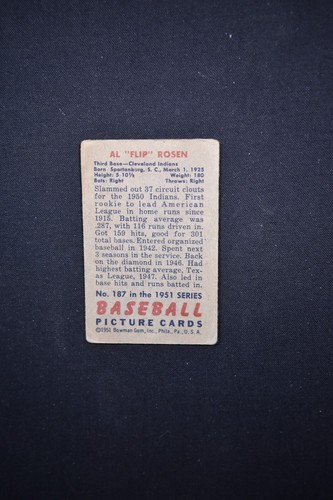 AL "FLIP" ROSEN
Third Base—Cleveland Indians
Born Spartanburg, S. C., March 1, 1925
Height: 5-10½ Weight: 180
Bats: Right Throws: Right
Slammed out 37 circuit clouts
for the 1950 Indians. First
rookie to lead American
League in home runs since
1915. Batting average was
.287, with 116 runs driven in.
Got 159 hits, good for 301
total bases. Entered organized
baseball in 1942. Spent next
3 seasons in the service. Back
on the diamond in 1946. Had
highest batting average, Tex-
as League, 1947. Also led in
base hits and runs batted in.
No. 187 in the 1951 SERIES
BASEBALL
PICTURE CARDS
©1951 Bowman Gum, Inc., Phila., Pa., U. S. A.